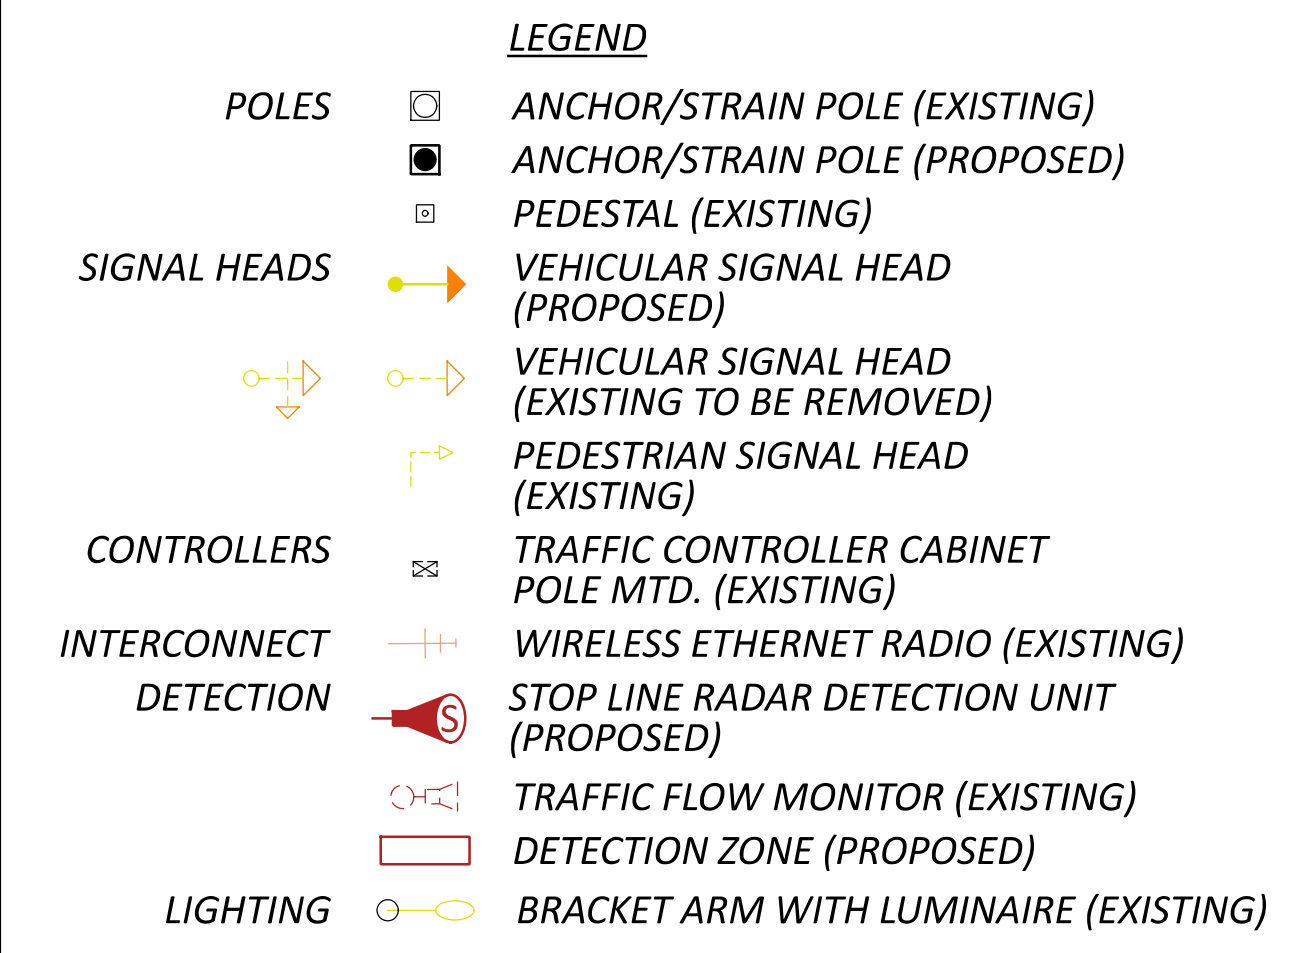 LEGEND
POLES ANCHOR/STRAIN POLE (EXISTING)
ANCHOR/STRAIN POLE (PROPOSED)
PEDESTAL (EXISTING)
SIGNAL HEADS VEHICULAR SIGNAL HEAD
(PROPOSED)
VEHICULAR SIGNAL HEAD
(EXISTING TO BE REMOVED)
PEDESTRIAN SIGNAL HEAD
(EXISTING)
CONTROLLERS TRAFFIC CONTROLLER CABINET
POLE MTD. (EXISTING)
INTERCONNECT WIRELESS ETHERNET RADIO (EXISTING)
DETECTION STOP LINE RADAR DETECTION UNIT
S (PROPOSED)
TRAFFIC FLOW MONITOR (EXISTING)
DETECTION ZONE (PROPOSED)
LIGHTING BRACKET ARM WITH LUMINAIRE (EXISTING)